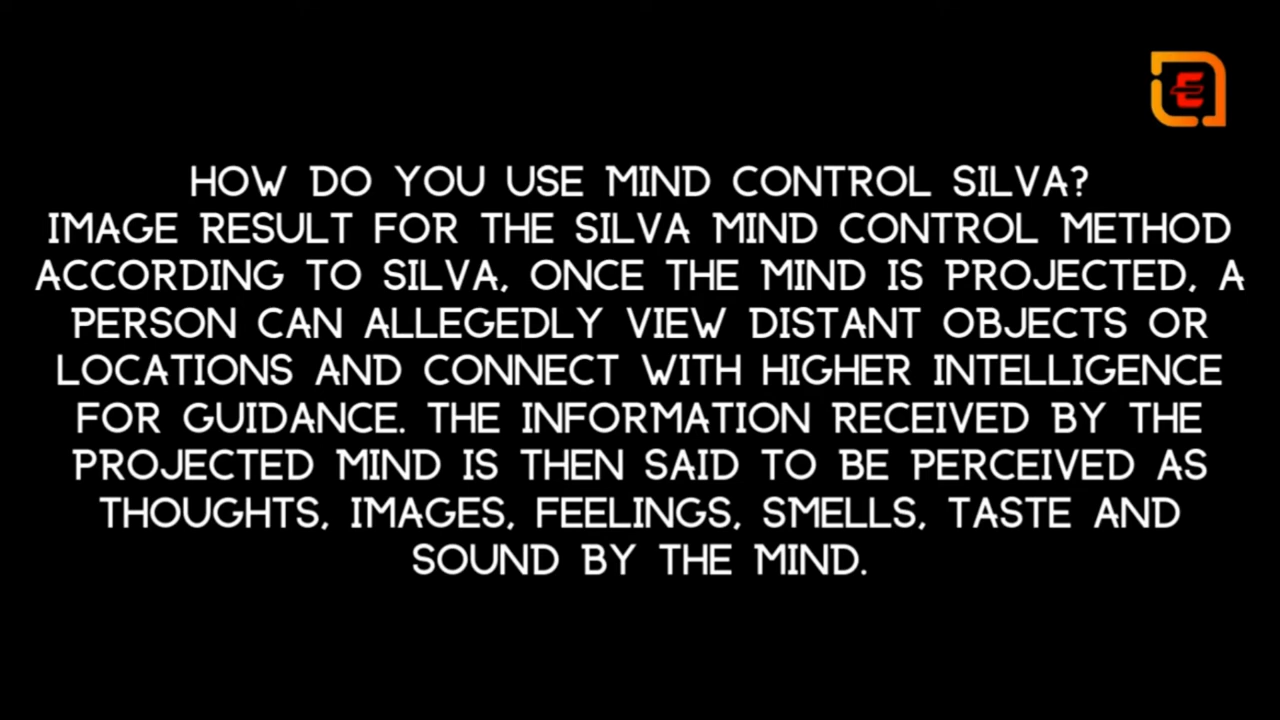 E
HOW DO YOU USE MIND CONTROL SILVA?
IMAGE RESULT FOR THE SILVA MIND CONTROL METHOD
ACCORDING TO SILVA, ONCE THE MIND IS PROJECTED, A
PERSON CAN ALLEGEDLY VIEW DISTANT OBJECTS OR
LOCATIONS AND CONNECT WITH HIGHER INTELLIGENCE
FOR GUIDANCE. THE INFORMATION RECEIVED BY THE
PROJECTED MIND IS THEN SAID TO BE PERCEIVED AS
THOUGHTS, IMAGES, FEELINGS, SMELLS, TASTE AND
SOUND BY THE MIND.